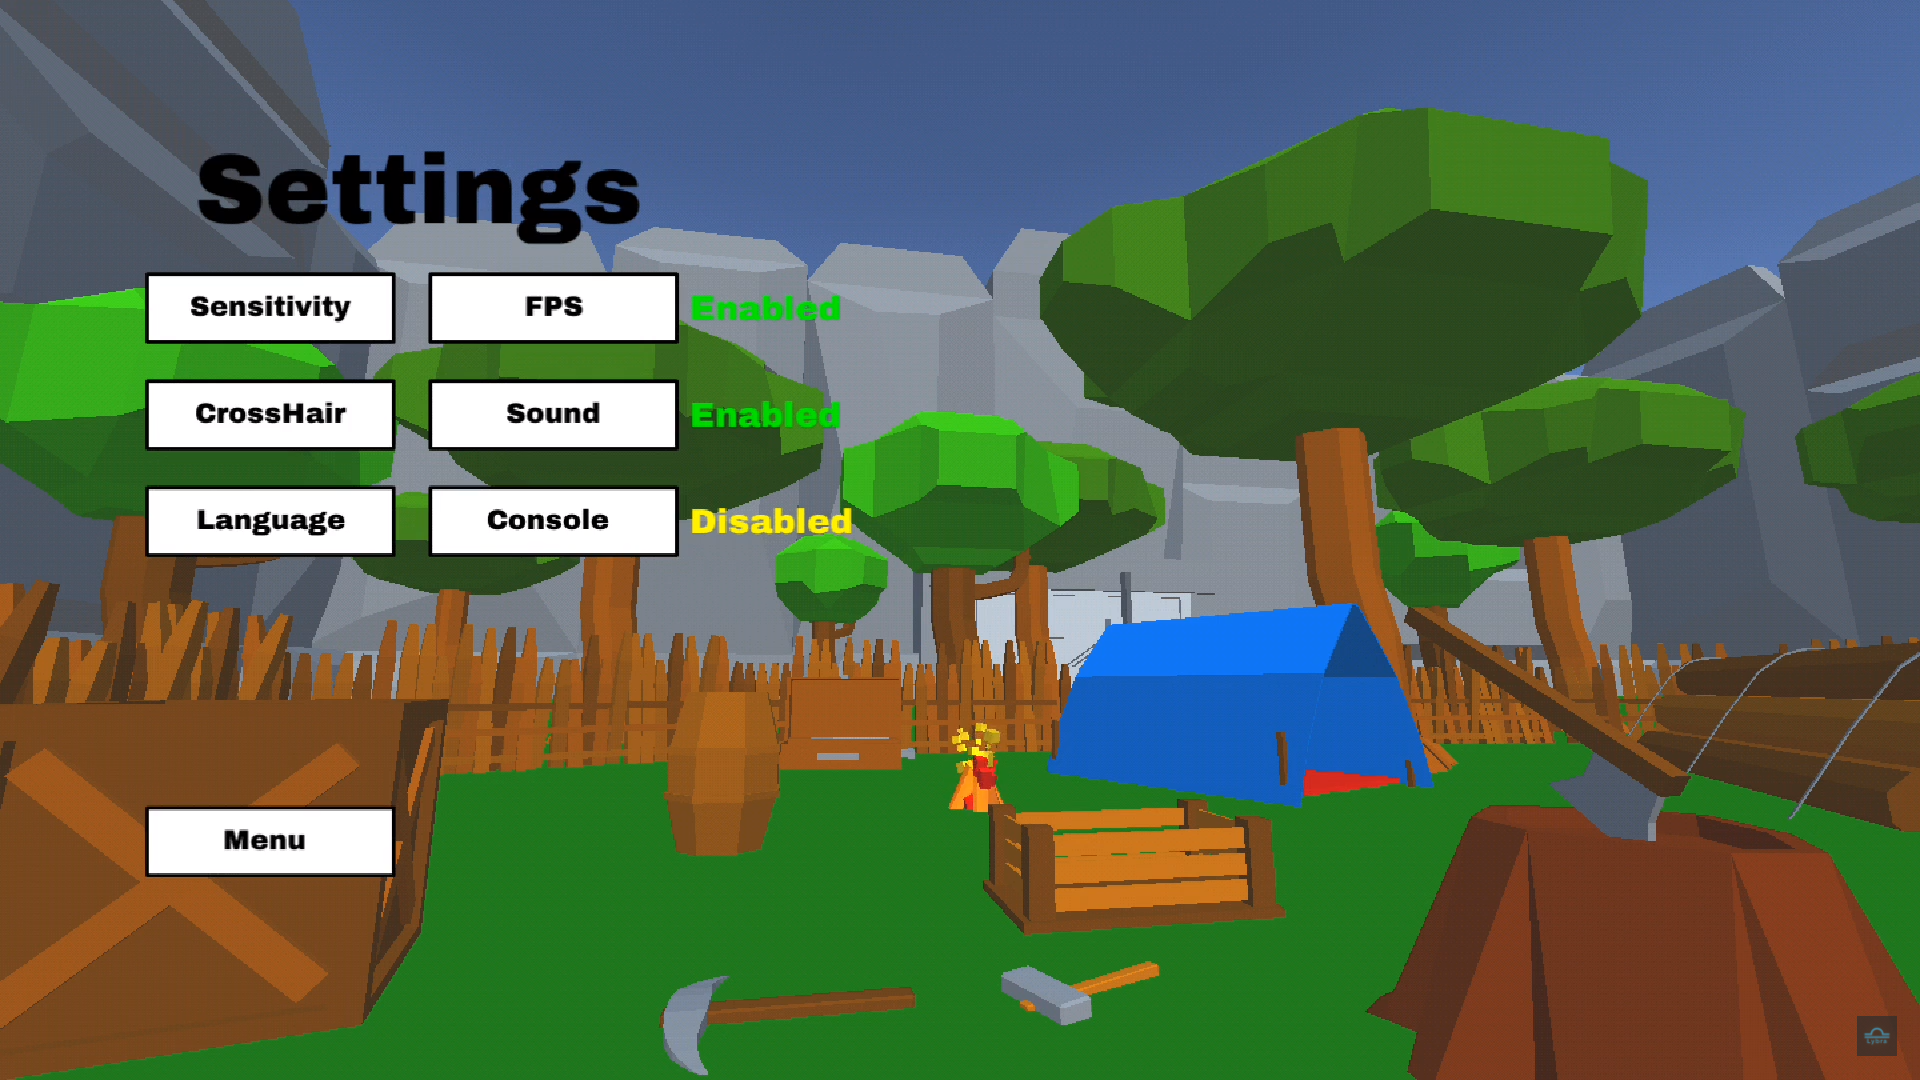 Settings
Sensitivity
FPS
Enabled
CrossHair
Sound
Enabled
Language
Console
Disabled
Menu